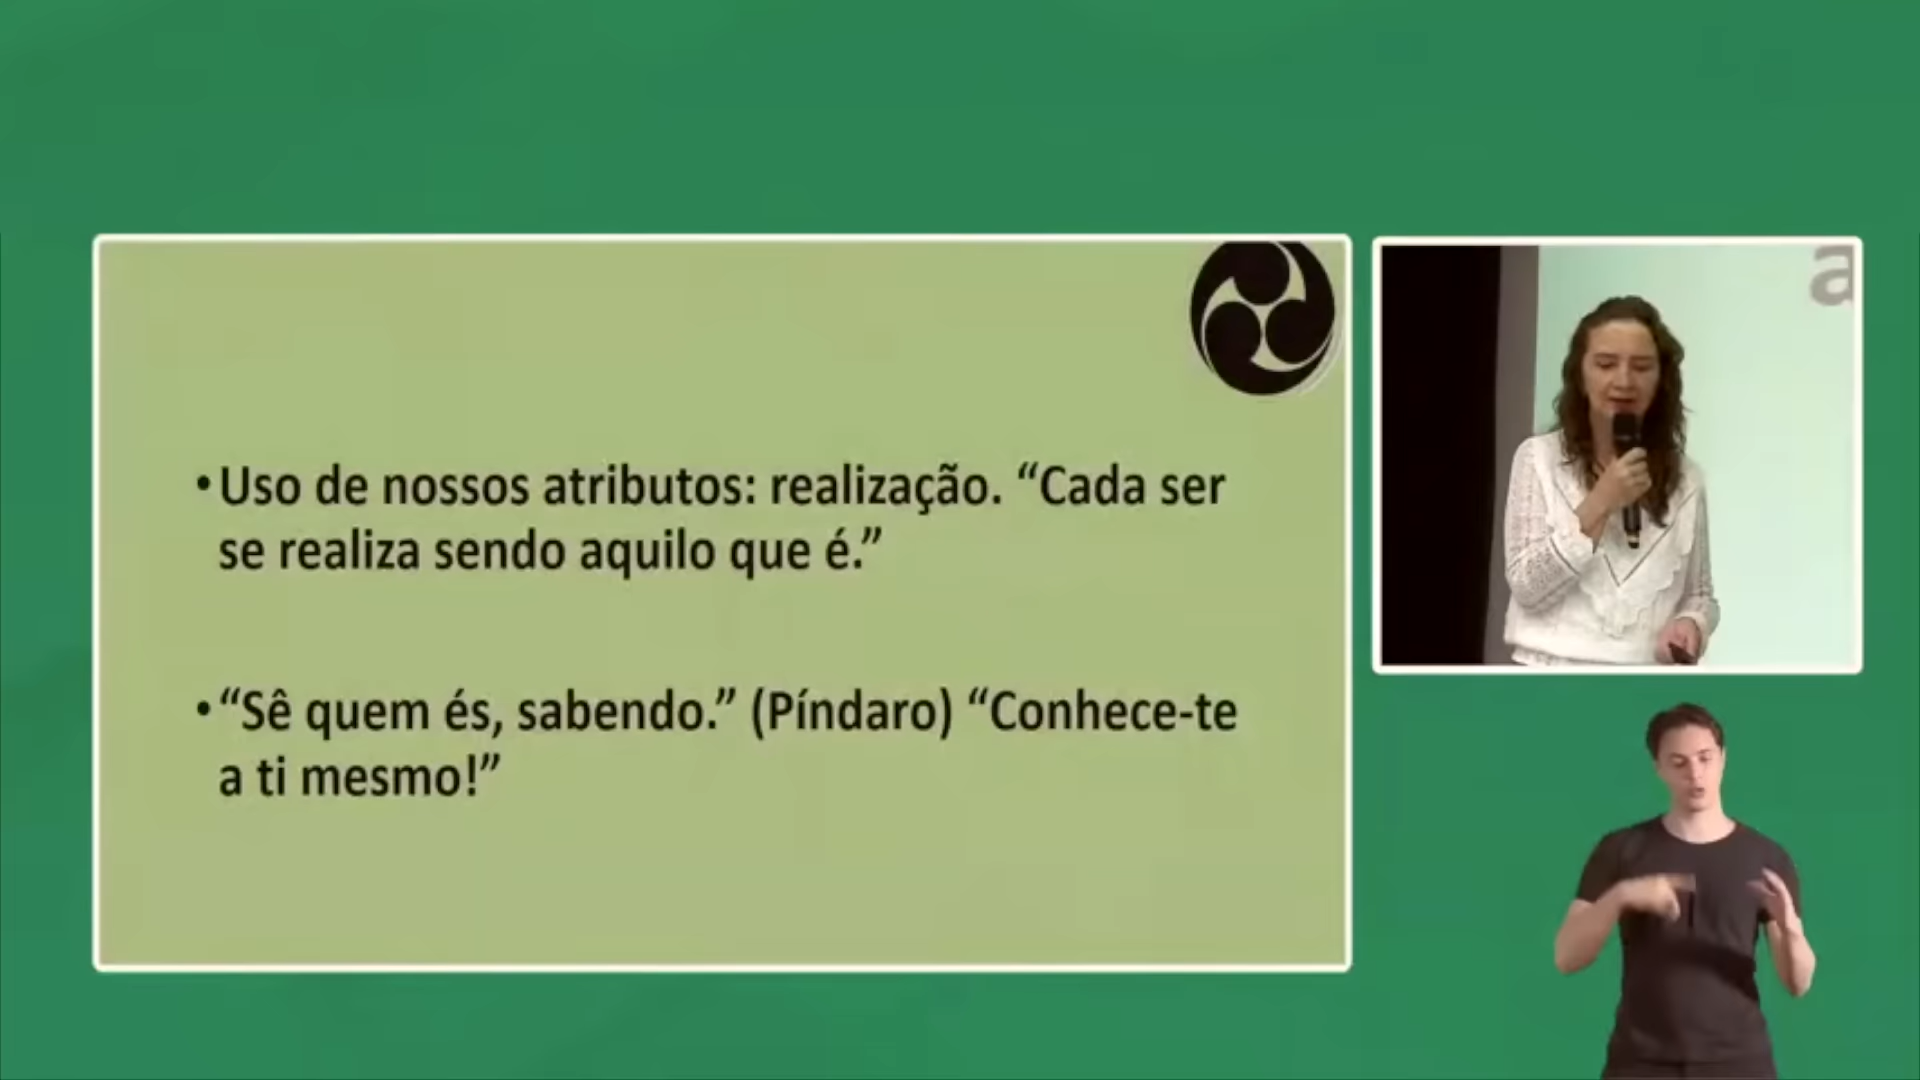 •Uso de nossos atributos: realização. “Cada ser
se realiza sendo aquilo que é.”
•“Sê quem és, sabendo.” (Píndaro) “Conhece-te
a ti mesmo!”
a